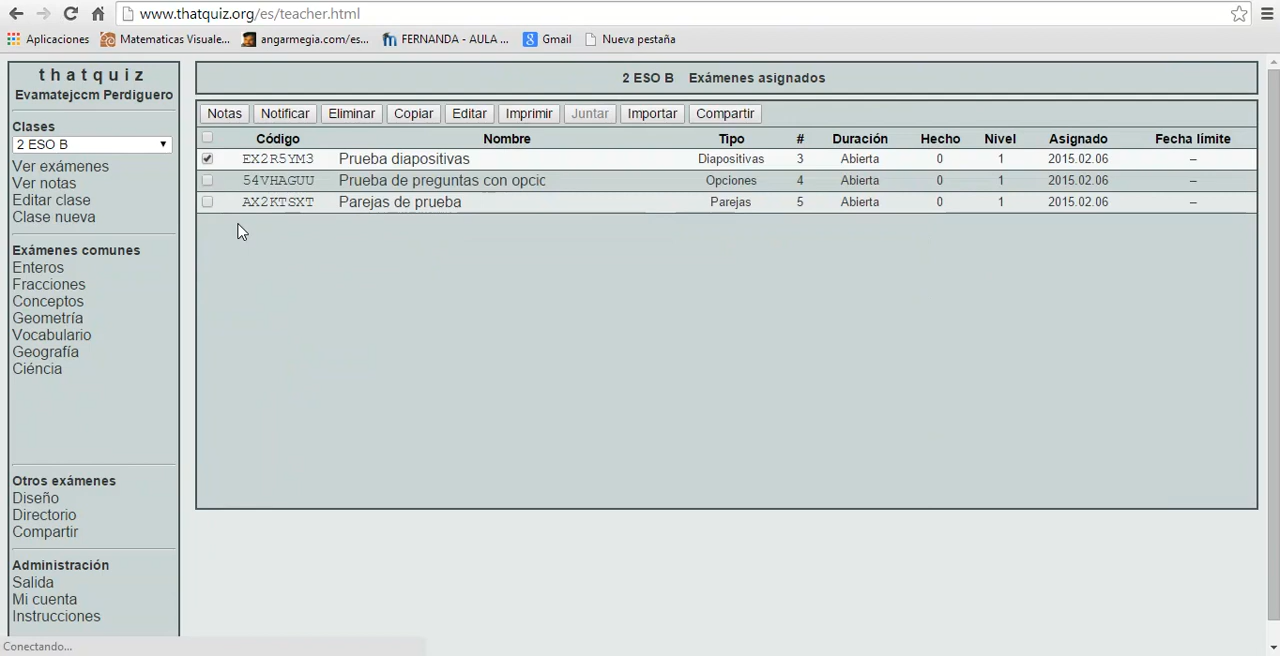 www.thatquiz.org/es/teacher.html
Aplicaciones Matematicas Visuale... angarmegia.com/es... FERNANDA - AULA ... Gmail Nueva pestaña
thatquiz
Evamatejccm Perdiguero
Clases
2 ESO B
Ver exámenes
Ver notas
Editar clase
Clase nueva
Exámenes comunes
Enteros
Fracciones
Conceptos
Geometría
Vocabulario
Geografía
Ciéncia
Otros exámenes
Diseño
Directorio
Compartir
Administración
Salida
Mi cuenta
Instrucciones
2 ESO B Exámenes asignados
Notas Notificar Eliminar Copiar Editar Imprimir Juntar Importar Compartir
Código Nombre Tipo # Duración Hecho Nivel Asignado Fecha límite
EX2R5YM3 Prueba diapositivas Diapositivas 3 Abierta 0 1 2015.02.06 –
54VHAGUU Prueba de preguntas con opcio Opciones 4 Abierta 0 1 2015.02.06 –
AX2KTSXT Parejas de prueba Parejas 5 Abierta 0 1 2015.02.06 –
Conectando...